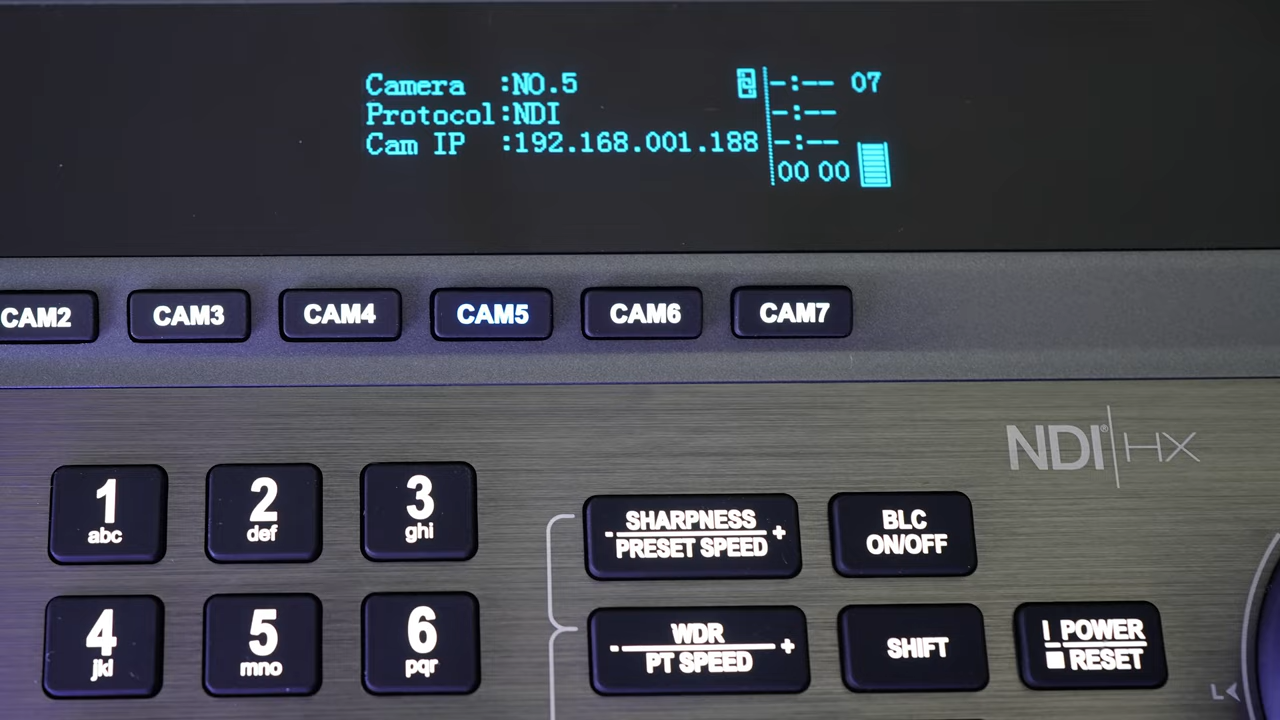 Camera :NO.5 -:-- 07
Protocol:NDI -:--
Cam IP :192.168.001.188 -:--
00 00
CAM2 CAM3 CAM4 CAM5 CAM6 CAM7
NDI® HX
1 2 3
abc def ghi
- SHARPNESS +
PRESET SPEED
BLC
ON/OFF
4 5 6
jkl mno pqr
- WDR +
PT SPEED
SHIFT
I POWER
RESET
L